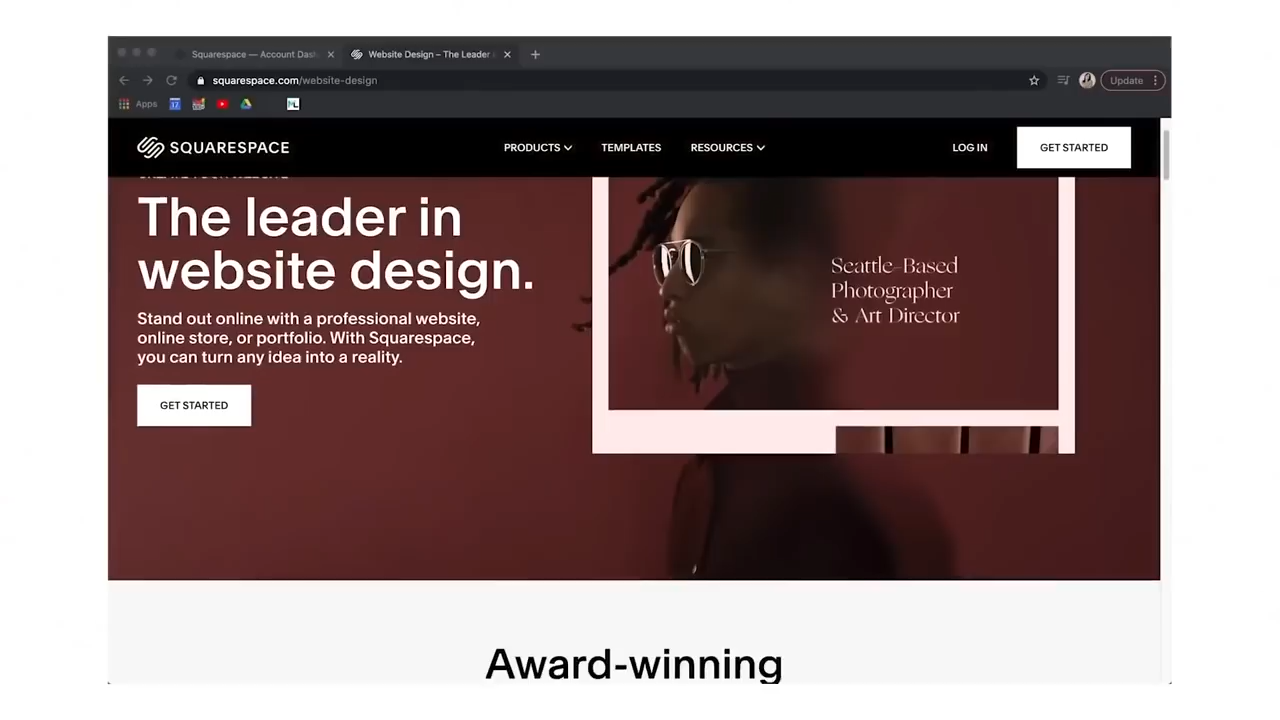 Squarespace — Account Das
Website Design – The Leader
squarespace.com/website-design
Update
Apps
17
SQUARESPACE
PRODUCTS
TEMPLATES
RESOURCES
LOG IN
GET STARTED
The leader in
website design.
Stand out online with a professional website,
online store, or portfolio. With Squarespace,
you can turn any idea into a reality.
GET STARTED
Seattle-Based
Photographer
& Art Director
Award-winning